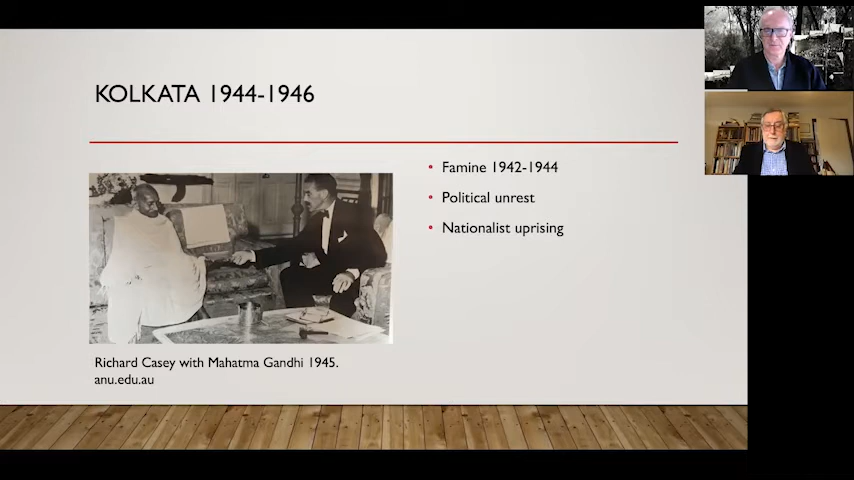 KOLKATA 1944-1946
• Famine 1942-1944
• Political unrest
• Nationalist uprising
Richard Casey with Mahatma Gandhi 1945.
anu.edu.au